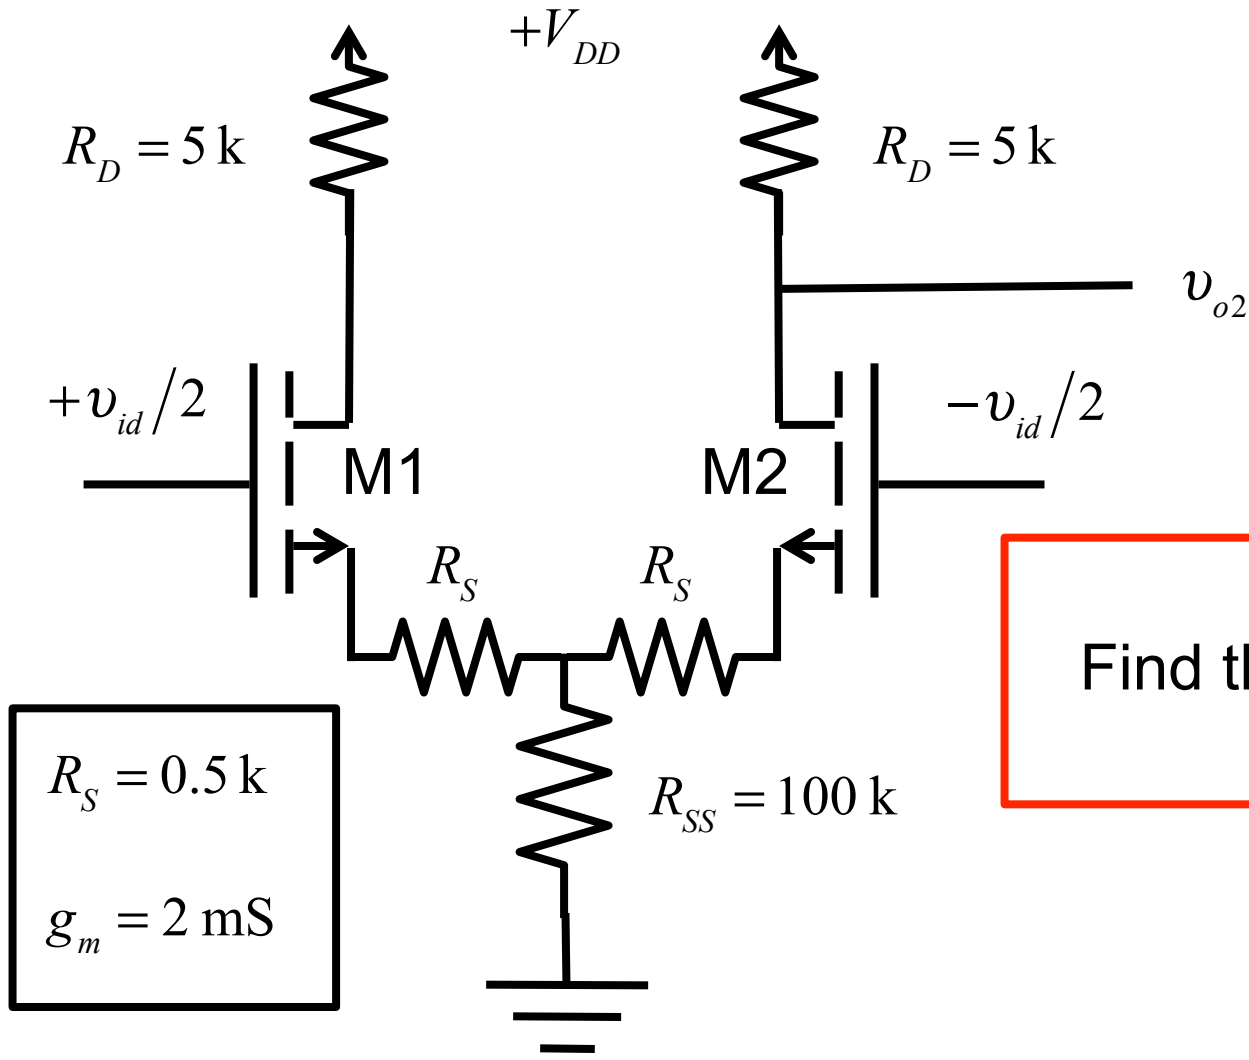 +V_DD
R_D = 5 k
R_D = 5 k
υ_o2
+υ_id/2
−υ_id/2
M1
M2
R_S
R_S
Find
R_S = 0.5 k
R_SS = 100 k
g_m = 2 mS